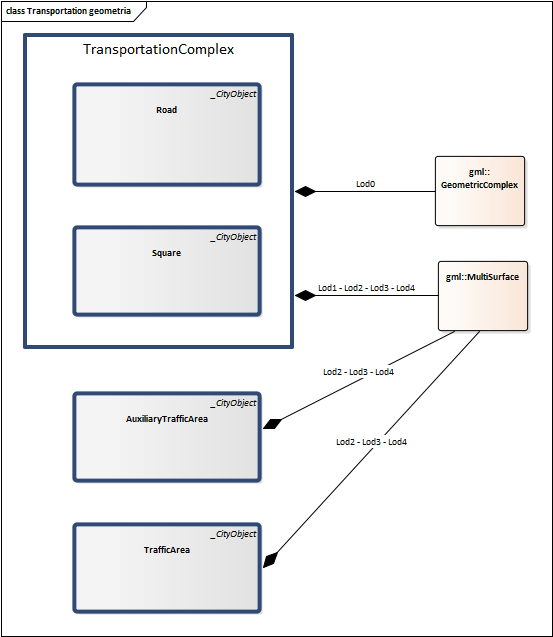 class Transportation geometria
TransportationComplex
_CityObject
Road
Lod0
gml::
GeometricComplex
_CityObject
Square
Lod1 - Lod2 - Lod3 - Lod4
gml::MultiSurface
Lod2 - Lod3 - Lod4
_CityObject
AuxiliaryTrafficArea
Lod2 - Lod3 - Lod4
_CityObject
TrafficArea